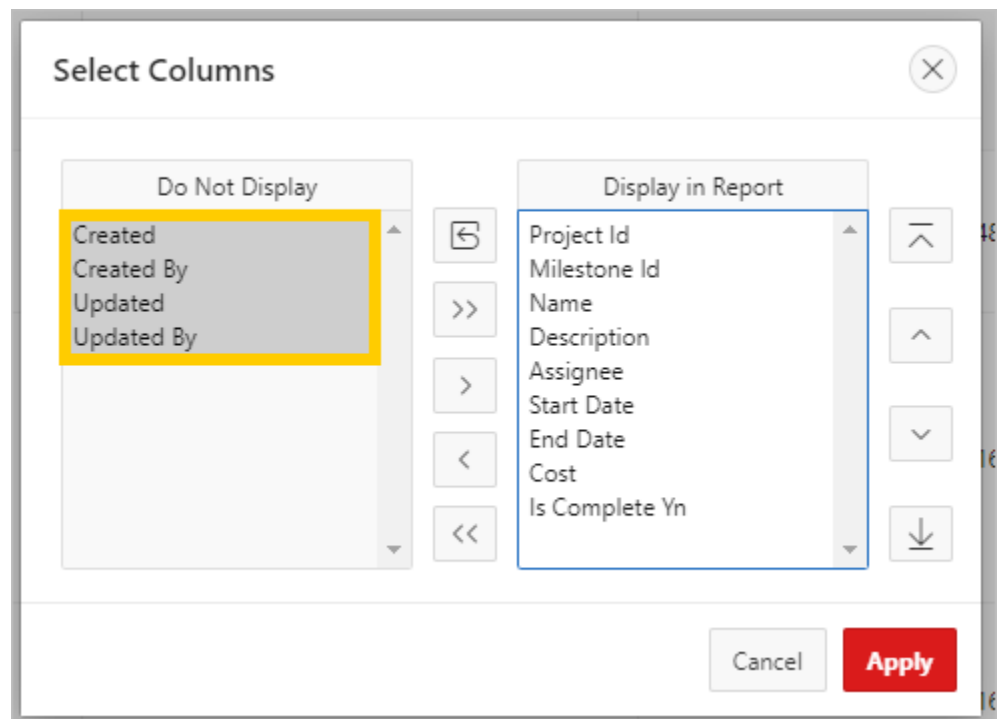 Select Columns
Do Not Display
Created
Created By
Updated
Updated By
>>
>
<
<<
Display in Report
Project Id
Milestone Id
Name
Description
Assignee
Start Date
End Date
Cost
Is Complete Yn
Cancel
Apply